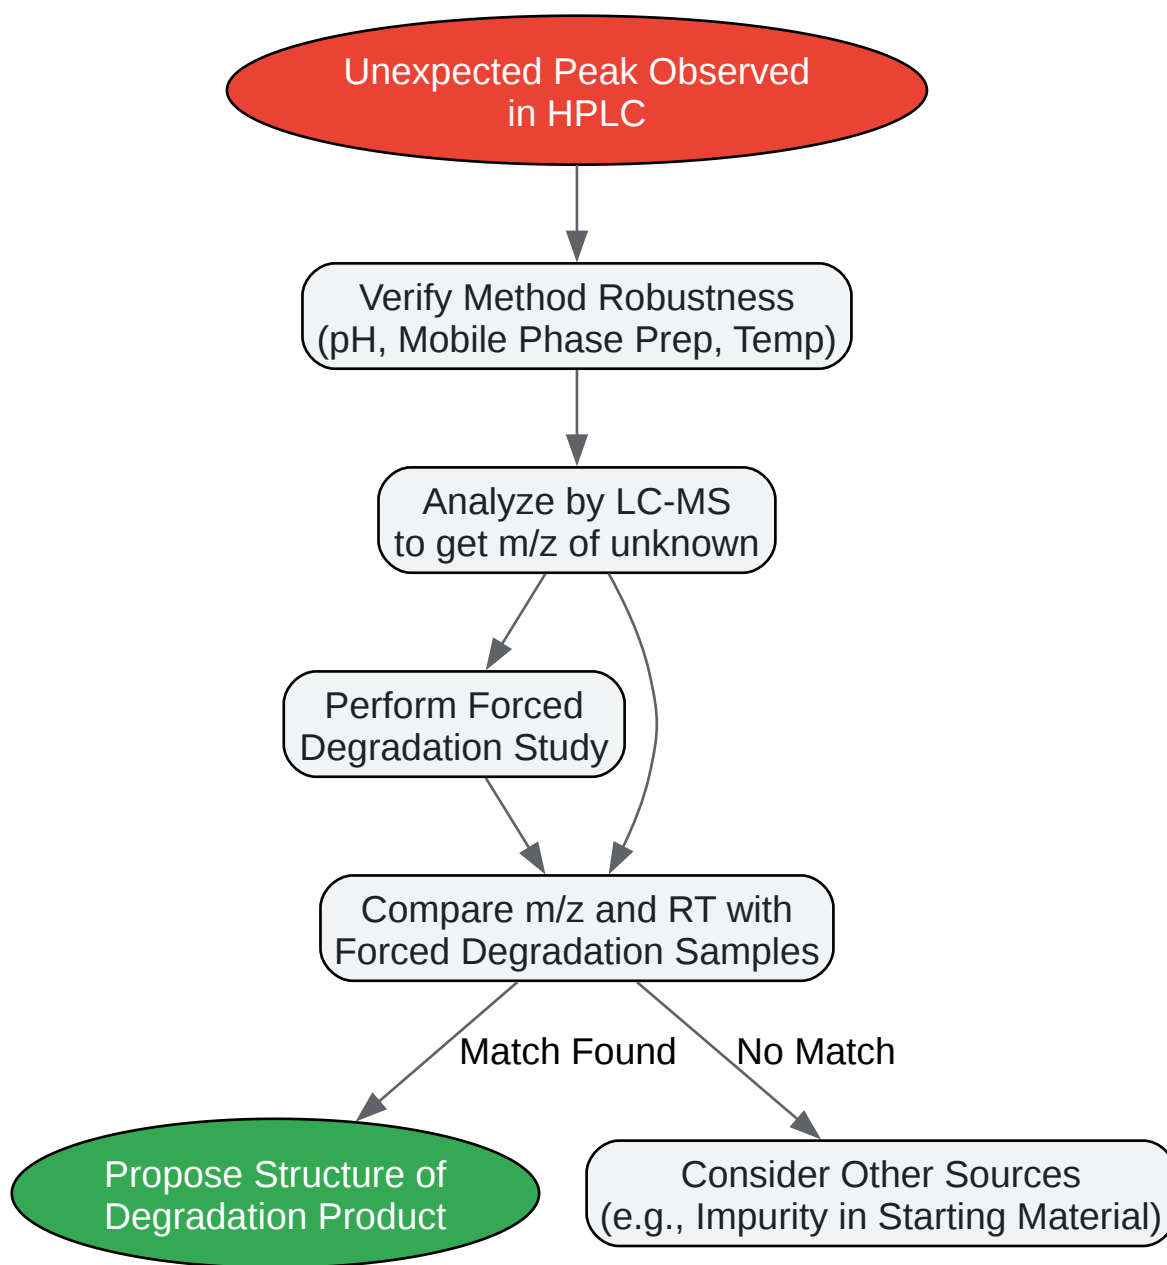 Unexpected Peak Observed
in HPLC
Verify Method Robustness
(pH, Mobile Phase Prep, Temp)
Analyze by LC-MS
to get m/z of unknown
Perform Forced
Degradation Study
Compare m/z and RT with
Forced Degradation Samples
Match Found
No Match
Propose Structure of
Degradation Product
Consider Other Sources
(e.g., Impurity in Starting Material)